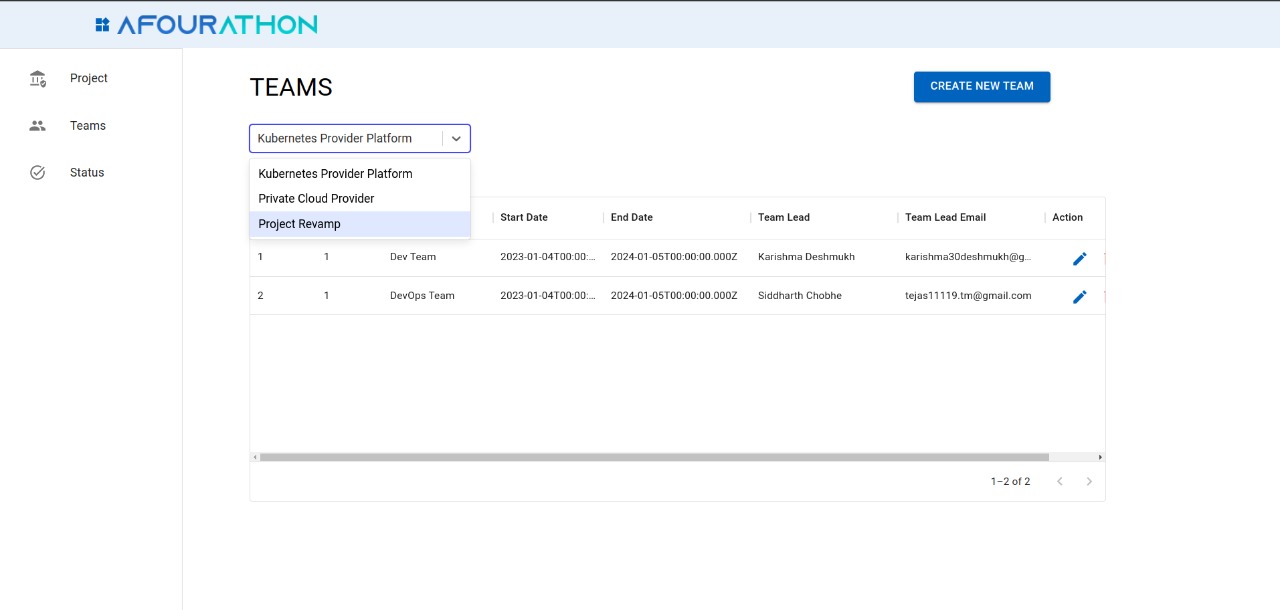 AFOURATHON
Project
Teams
Status
TEAMS
CREATE NEW TEAM
Kubernetes Provider Platform
Kubernetes Provider Platform
Private Cloud Provider
Project Revamp
Start Date End Date Team Lead Team Lead Email Action
1 1 Dev Team 2023-01-04T00:00:... 2024-01-05T00:00:00.000Z Karishma Deshmukh karishma30deshmukh@g...
2 1 DevOps Team 2023-01-04T00:00:... 2024-01-05T00:00:00.000Z Siddharth Chobhe tejas11119.tm@gmail.com
1–2 of 2